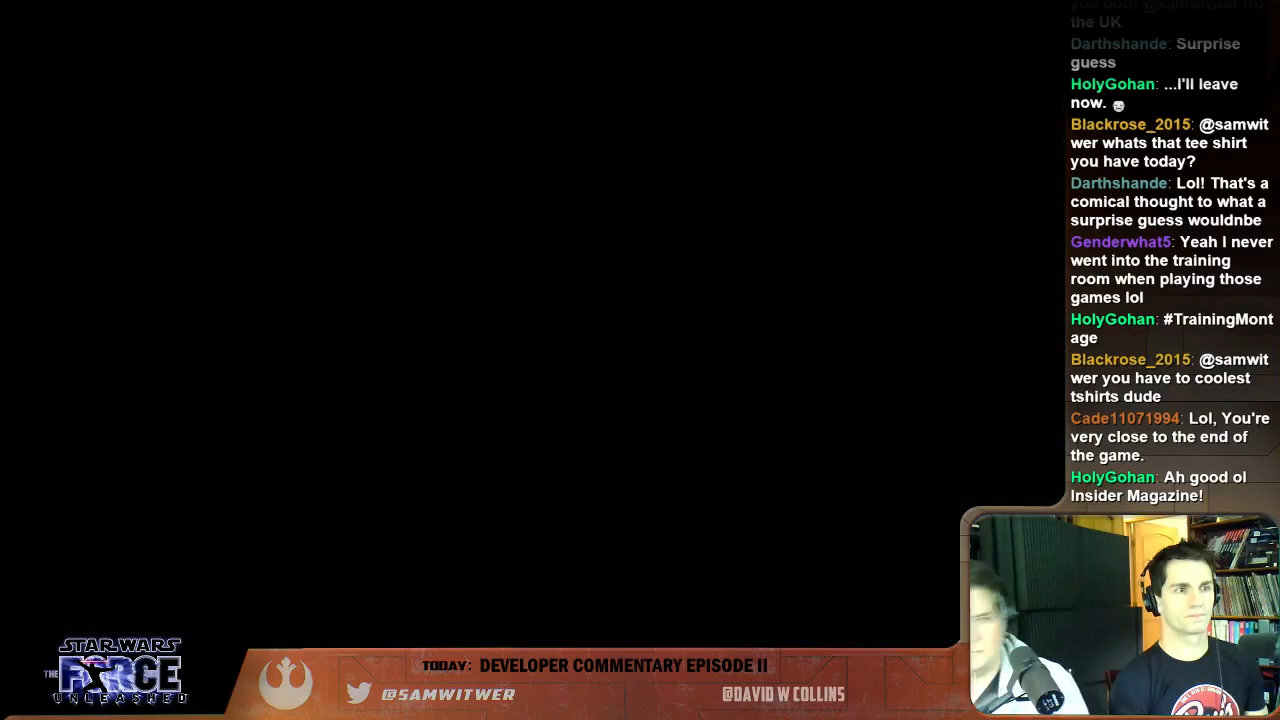 you both @samwitwer fro
the UK
Darthshande: Surprise
guess
HolyGohan: ...I'll leave
now.
Blackrose_2015: @samwit
wer whats that tee shirt
you have today?
Darthshande: Lol! That's a
comical thought to what a
surprise guess wouldnbe
Genderwhat5: Yeah I never
went into the training
room when playing those
games lol
HolyGohan: #TrainingMont
age
Blackrose_2015: @samwit
wer you have to coolest
tshirts dude
Cade11071994: Lol, You're
very close to the end of
the game.
HolyGohan: Ah good ol
Insider Magazine!
STAR WARS
THE FORCE
UNLEASHED
TODAY: DEVELOPER COMMENTARY EPISODE II
@SAMWITWER
@DAVID W COLLINS